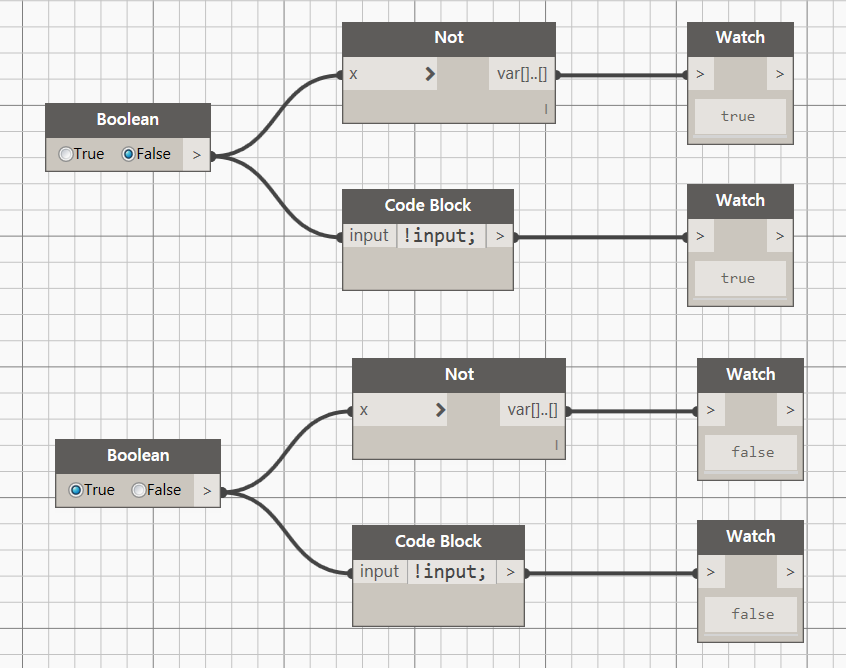 Not
x > var[]..[]
l
Watch
> >
true
Boolean
True False >
Code Block
input !input; >
Watch
> >
true
Not
x > var[]..[]
l
Watch
> >
false
Boolean
True False >
Code Block
input !input; >
Watch
> >
false